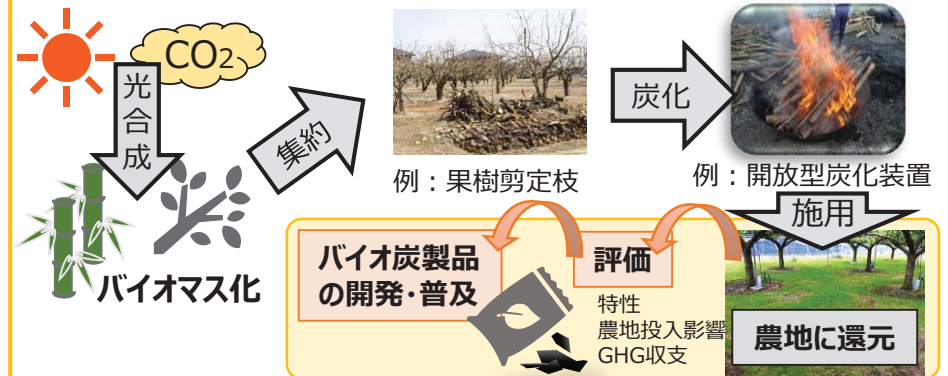 CO₂
光合成
集約
炭化
例：果樹剪定枝
例：開放型炭化装置
施用
バイオマス化
バイオ炭製品
の開発・普及
評価
特性
農地投入影響
GHG収支
農地に還元